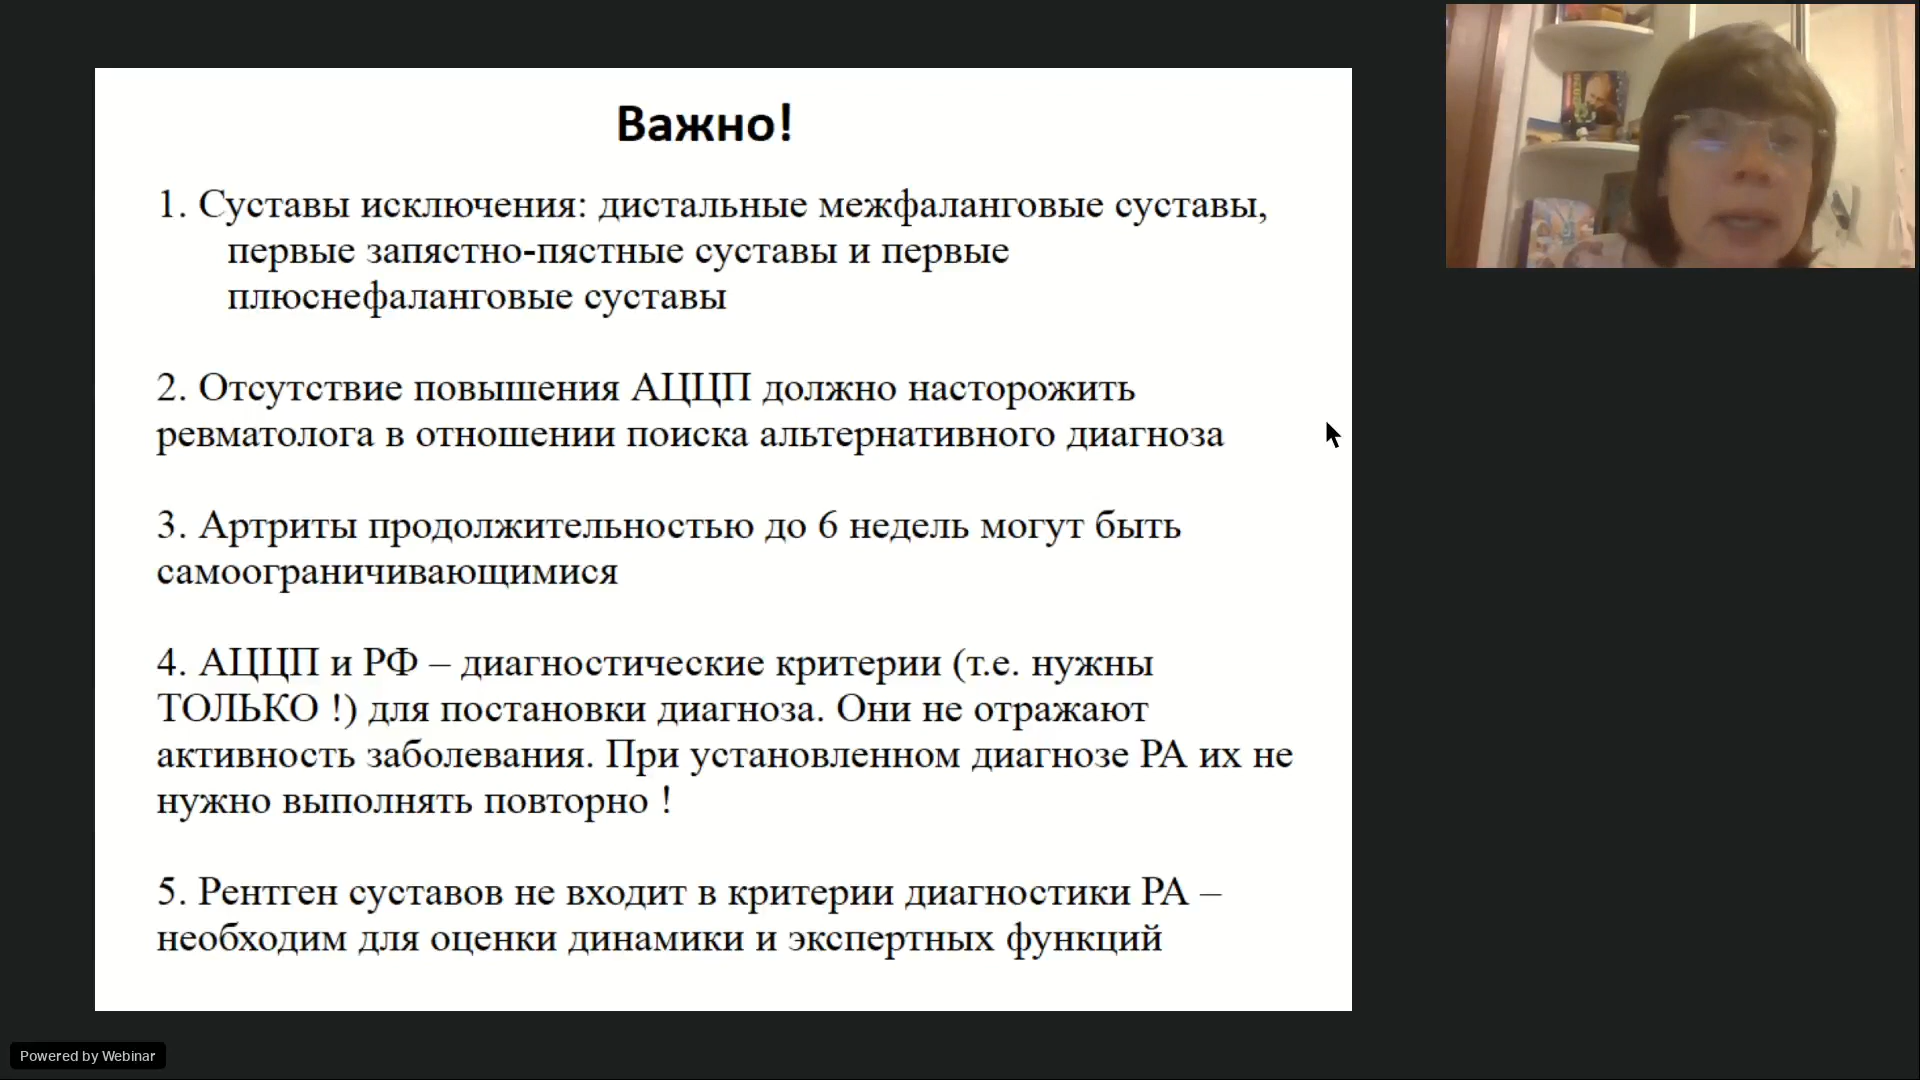 Важно!
1. Суставы исключения: дистальные межфаланговые суставы,
первые запястно-пястные суставы и первые
плюснефаланговые суставы
2. Отсутствие повышения АЦЦП должно насторожить
ревматолога в отношении поиска альтернативного диагноза
3. Артриты продолжительностью до 6 недель могут быть
самоограничивающимися
4. АЦЦП и РФ – диагностические критерии (т.е. нужны
ТОЛЬКО !) для постановки диагноза. Они не отражают
активность заболевания. При установленном диагнозе РА их не
нужно выполнять повторно !
5. Рентген суставов не входит в критерии диагностики РА –
необходим для оценки динамики и экспертных функций
Powered by Webinar